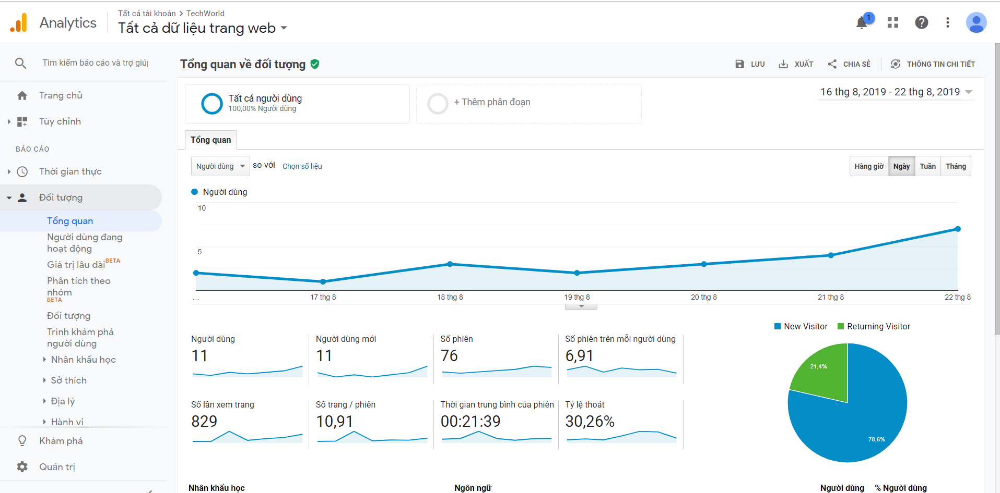 Analytics
Tất cả tài khoản > TechWorld
Tất cả dữ liệu trang web
1
Tìm kiếm báo cáo và trợ giúp
Trang chủ
Tùy chỉnh
BÁO CÁO
Thời gian thực
Đối tượng
Tổng quan
Người dùng đang
hoạt động
Giá trị lâu dài BETA
Phân tích theo
nhóm
BETA
Đối tượng
Trình khám phá
người dùng
Nhân khẩu học
Sở thích
Địa lý
Hành vi
Khám phá
Quản trị
Tổng quan về đối tượng
LƯU
XUẤT
CHIA SẺ
THÔNG TIN CHI TIẾT
Tất cả người dùng
100,00% Người dùng
+ Thêm phân đoạn
16 thg 8, 2019 - 22 thg 8, 2019
Tổng quan
Người dùng so với Chọn số liệu
Hàng giờ Ngày Tuần Tháng
Người dùng
10
5
... 17 thg 8 18 thg 8 19 thg 8 20 thg 8 21 thg 8 22 thg 8
Người dùng
11
Người dùng mới
11
Số phiên
76
Số phiên trên mỗi người dùng
6,91
Số lần xem trang
829
Số trang / phiên
10,91
Thời gian trung bình của phiên
00:21:39
Tỷ lệ thoát
30,26%
New Visitor Returning Visitor
21,4%
78,6%
Nhân khẩu học
Ngôn ngữ
Người dùng % Người dùng